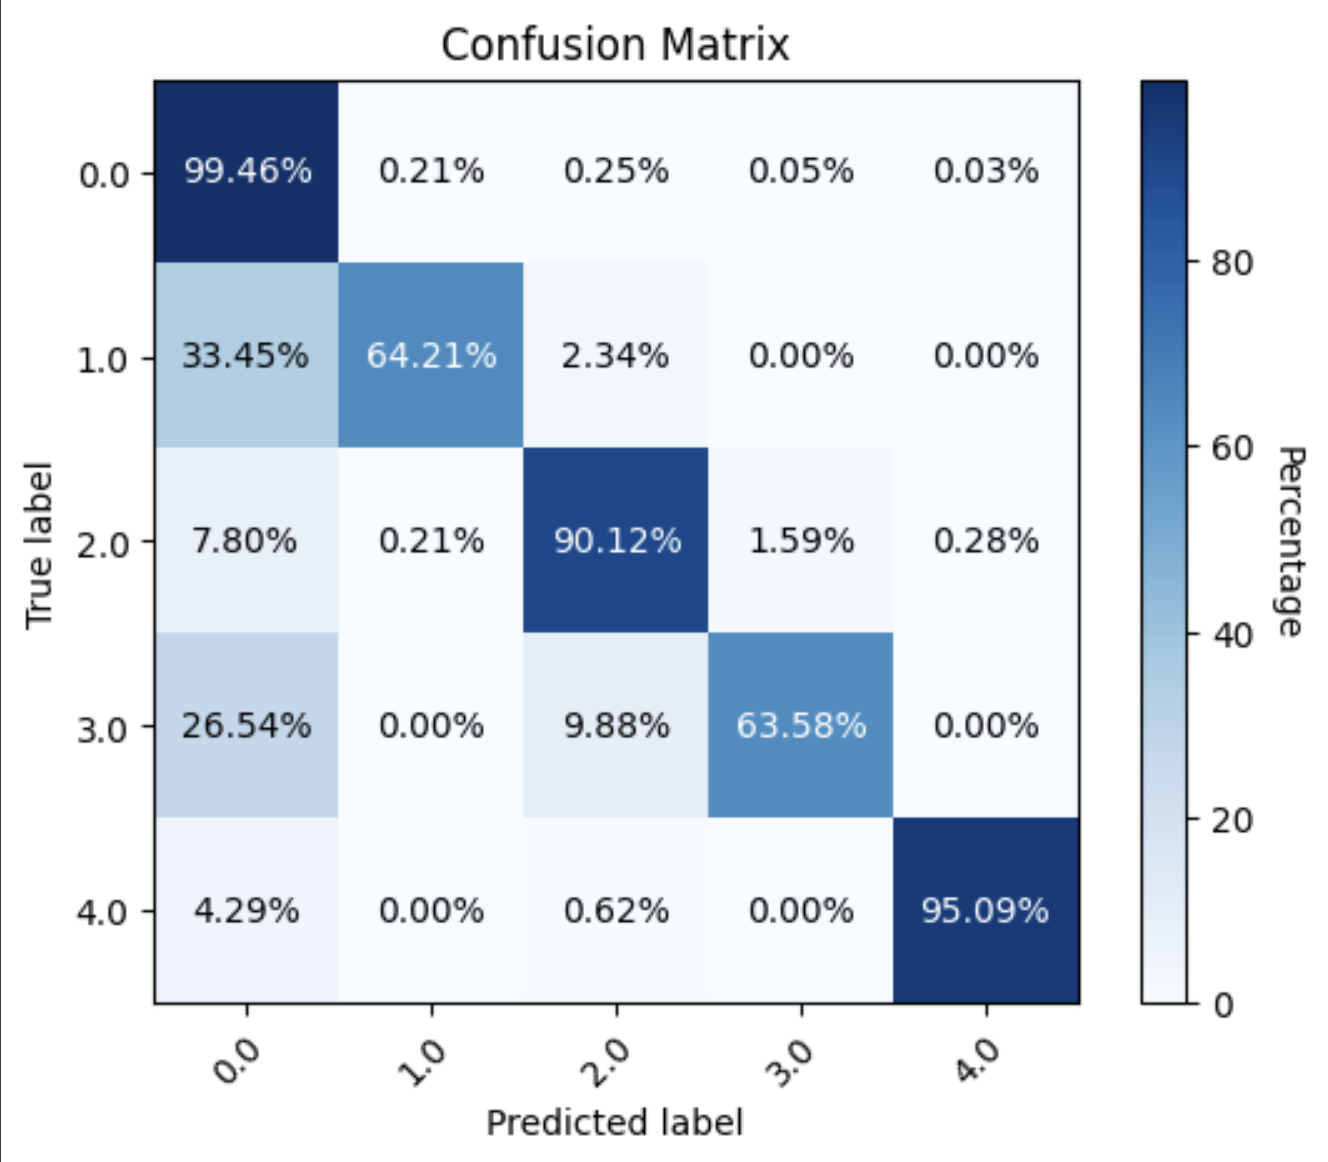 Confusion Matrix
0.0 99.46% 0.21% 0.25% 0.05% 0.03%
1.0 33.45% 64.21% 2.34% 0.00% 0.00%
2.0 7.80% 0.21% 90.12% 1.59% 0.28%
3.0 26.54% 0.00% 9.88% 63.58% 0.00%
4.0 4.29% 0.00% 0.62% 0.00% 95.09%
0.0 1.0 2.0 3.0 4.0
Predicted label
True label
80
60
40
20
0
Percentage